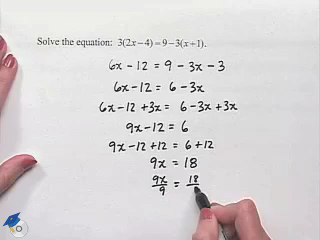 Solve the equation: 3(2x−4)=9−3(x+1).
6x - 12 = 9 - 3x - 3
6x - 12 = 6 - 3x
6x - 12 + 3x = 6 - 3x + 3x
9x - 12 = 6
9x - 12 + 12 = 6 + 12
9x = 18
9x/9 = 18/